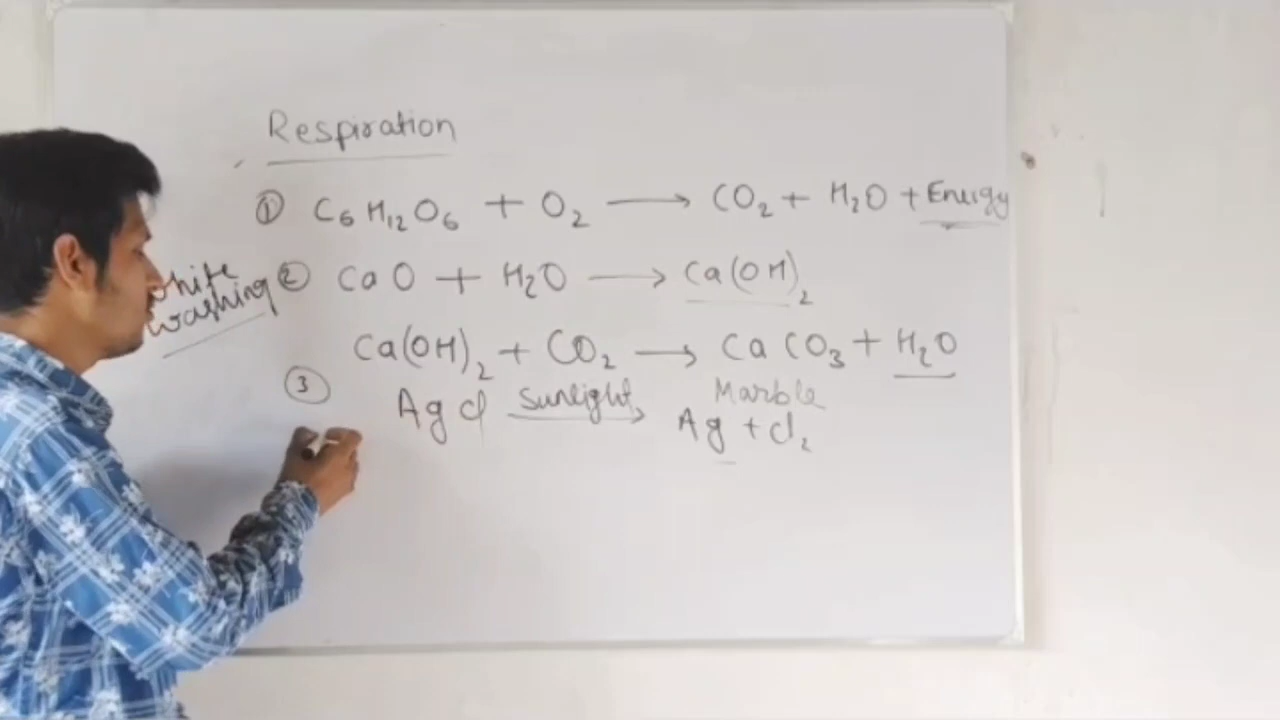 Respiration
① C₆H₁₂O₆ + O₂ ⟶ CO₂ + H₂O + Energy
White washing
② CaO + H₂O ⟶ Ca(OH)₂
Ca(OH)₂ + CO₂ ⟶ CaCO₃ + H₂O
Marble
③ AgCl Sunlight⟶ Ag + Cl₂